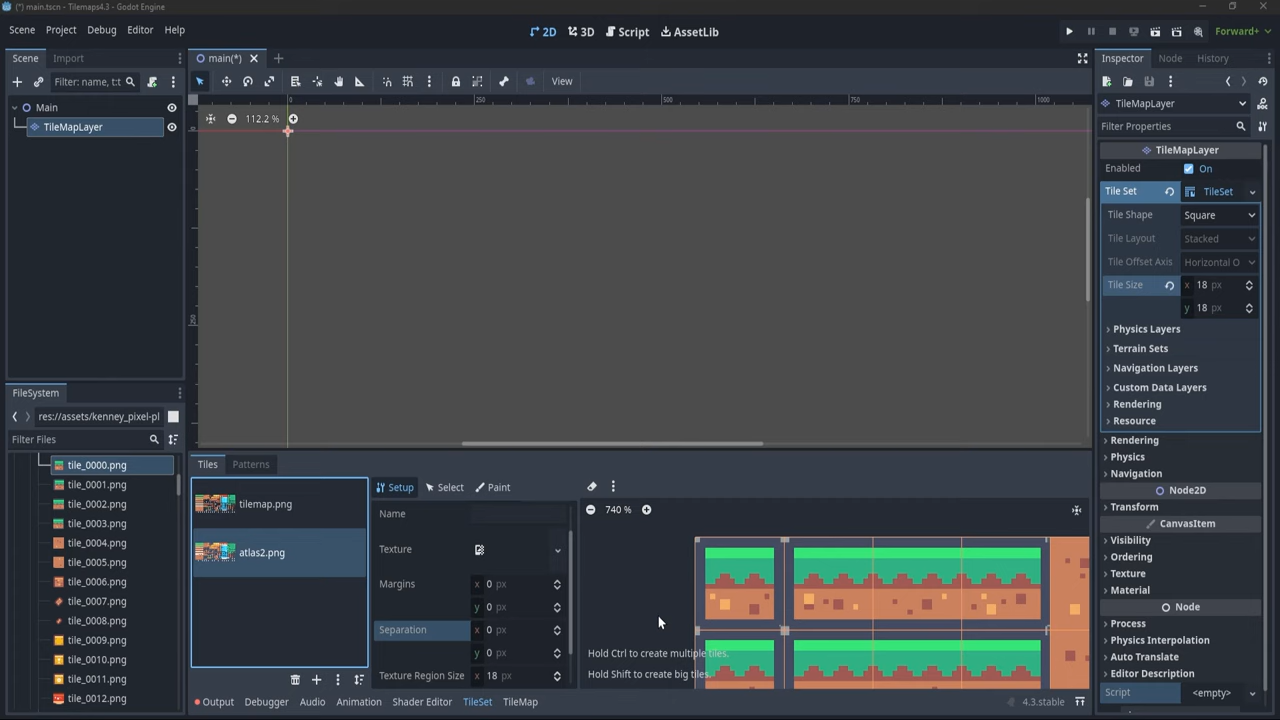 (*) main.tscn - Tilemaps4.3 - Godot Engine
Scene Project Debug Editor Help
2D 3D Script AssetLib
Forward+
Scene Import
main(*)
Inspector Node History
Filter: name, t:t
View
TileMapLayer
Filter Properties
Main
TileMapLayer
0 250 500 750 1000
112.2 %
0
250
TileMapLayer
Enabled On
Tile Set TileSet
Tile Shape Square
Tile Layout Stacked
Tile Offset Axis Horizontal O
Tile Size x 18 px
y 18 px
Physics Layers
Terrain Sets
Navigation Layers
Custom Data Layers
Rendering
Resource
Rendering
Physics
Navigation
Node2D
Transform
CanvasItem
Visibility
Ordering
Texture
Material
Node
Process
Physics Interpolation
Auto Translate
Editor Description
Script <empty>
FileSystem
res://assets/kenney_pixel-pl
Filter Files
tile_0000.png
tile_0001.png
tile_0002.png
tile_0003.png
tile_0004.png
tile_0005.png
tile_0006.png
tile_0007.png
tile_0008.png
tile_0009.png
tile_0010.png
tile_0011.png
tile_0012.png
Tiles Patterns
tilemap.png
atlas2.png
Setup Select Paint
Name
Texture
Margins x 0 px
y 0 px
Separation x 0 px
y 0 px
Texture Region Size x 18 px
740 %
Hold Ctrl to create multiple tiles.
Hold Shift to create big tiles.
Output Debugger Audio Animation Shader Editor TileSet TileMap
4.3.stable